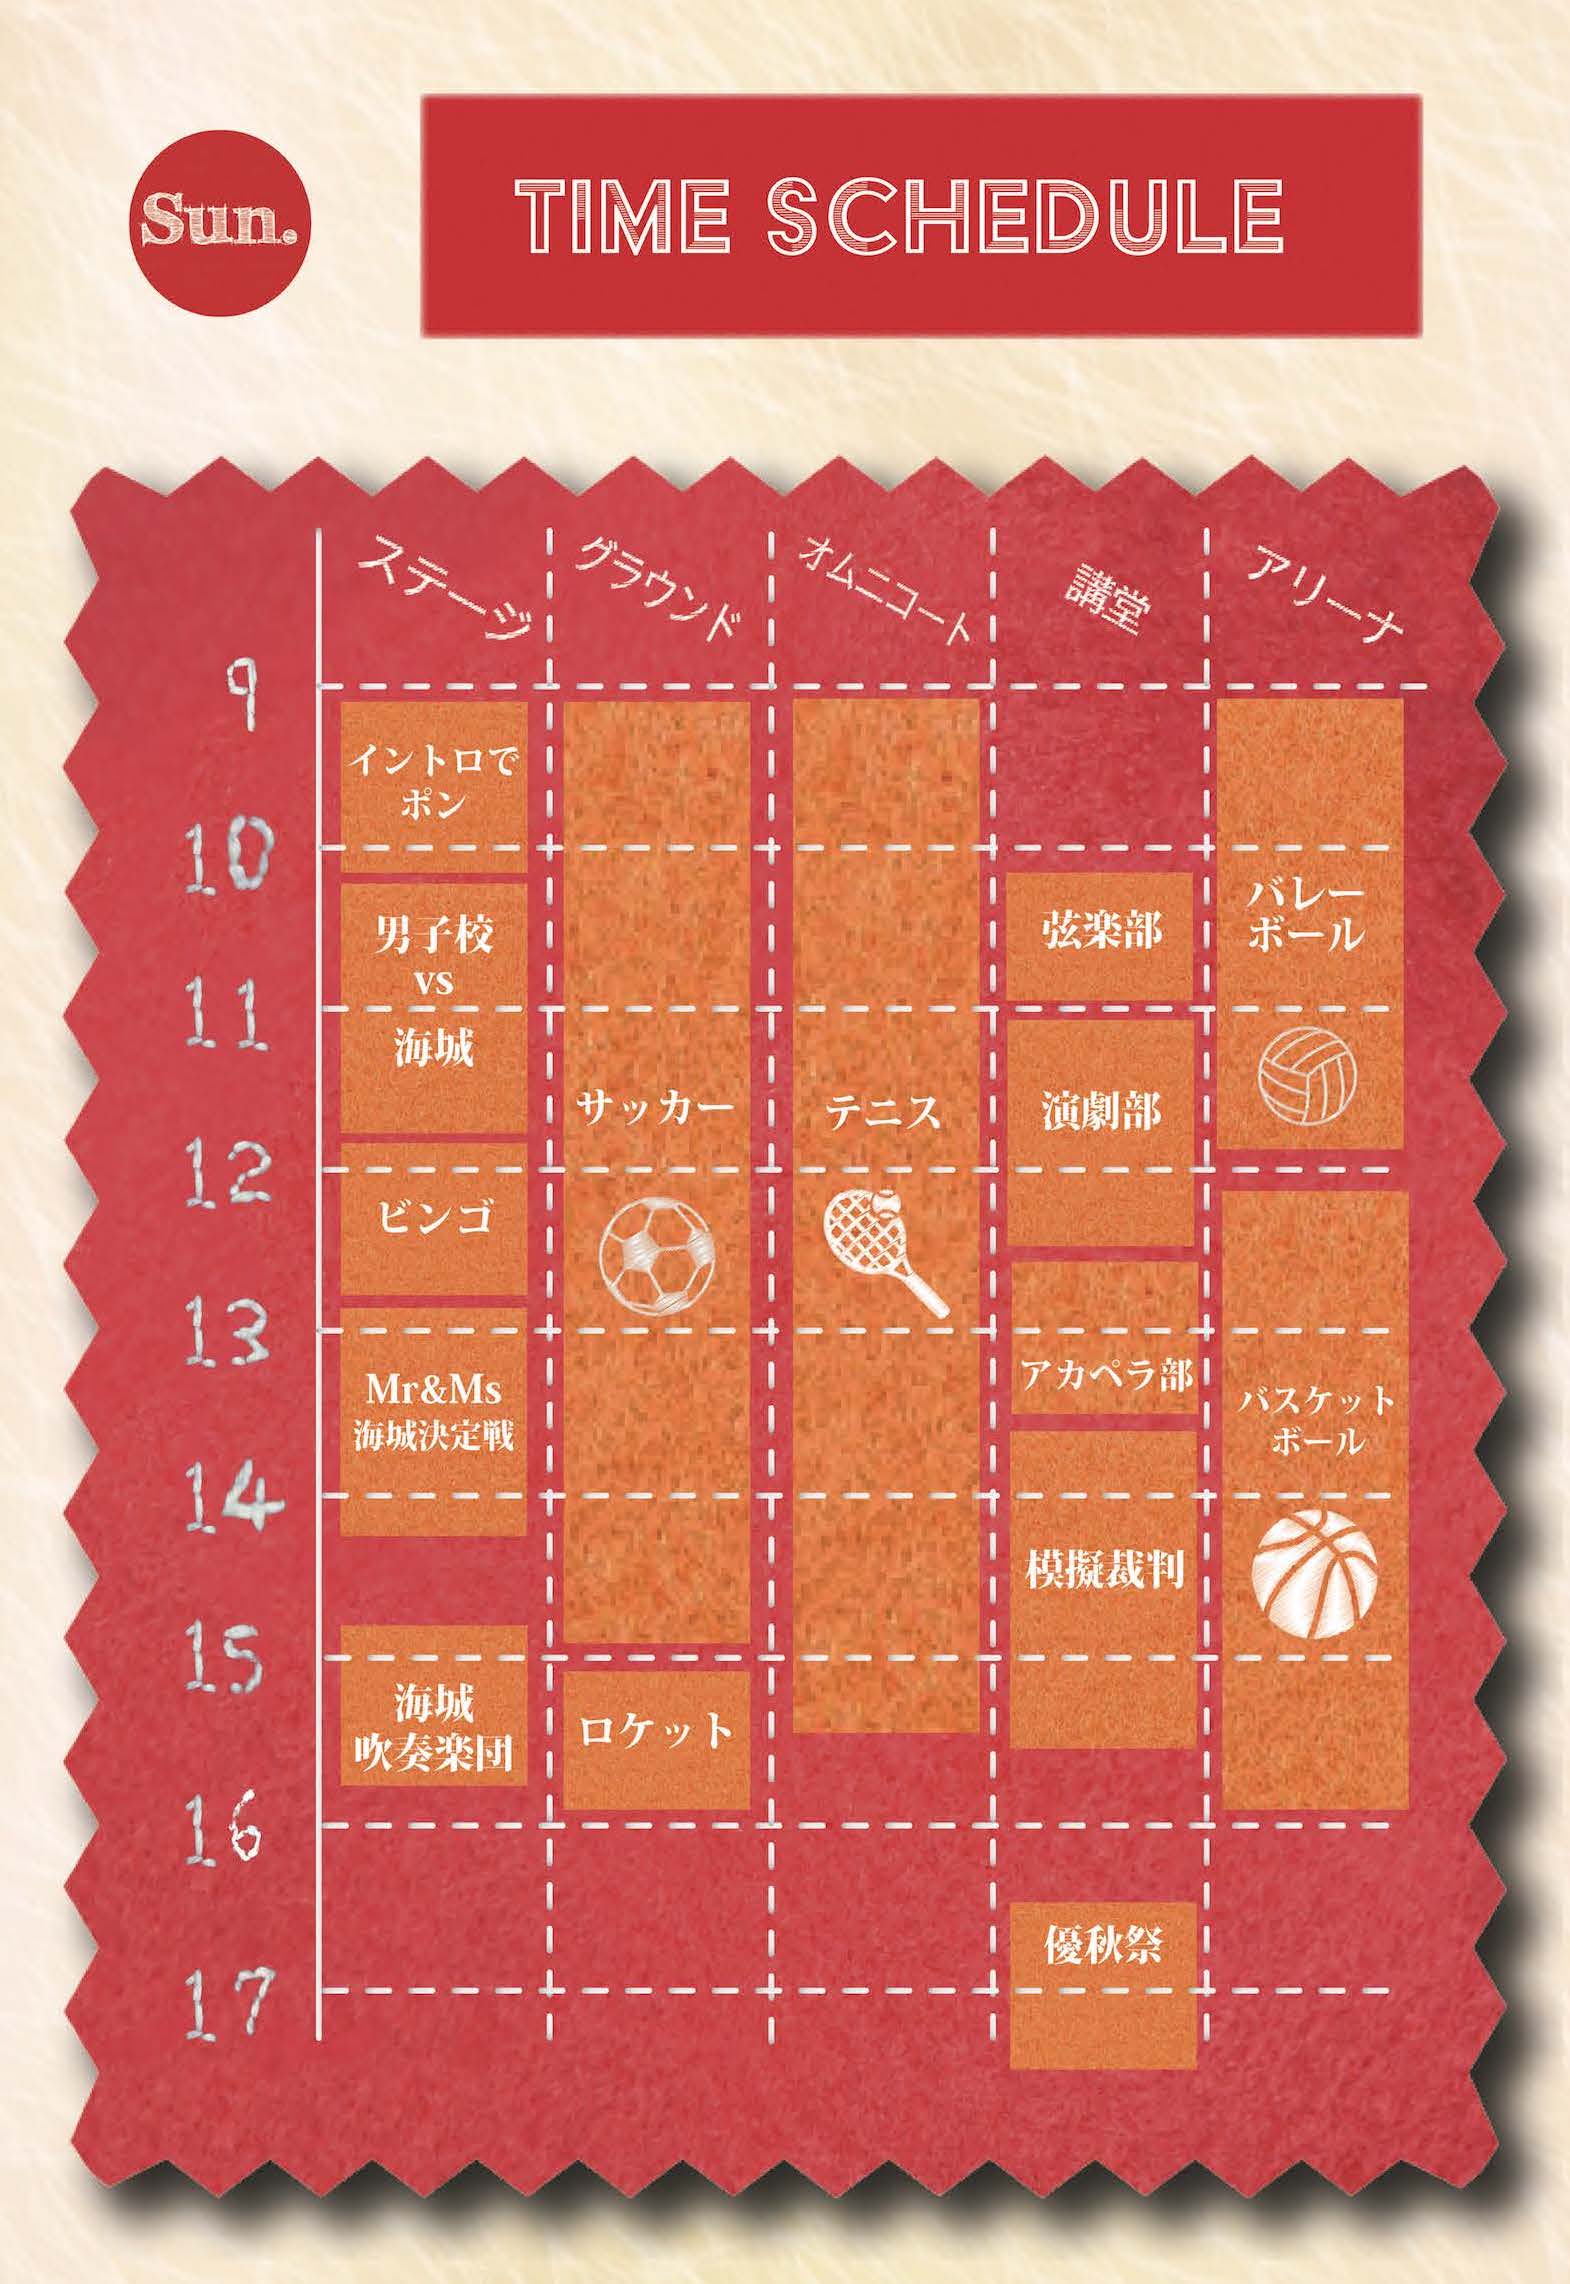 Sun.
TIME SCHEDULE
ステージ
グラウンド
オムニコート
講堂
アリーナ
9
10
11
12
13
14
15
16
17
イントロで
ポン
男子校
vs
海城
ビンゴ
Mr&Ms
海城決定戦
海城
吹奏楽団
サッカー
ロケット
テニス
弦楽部
演劇部
アカペラ部
模擬裁判
優秋祭
バレー
ボール
バスケット
ボール